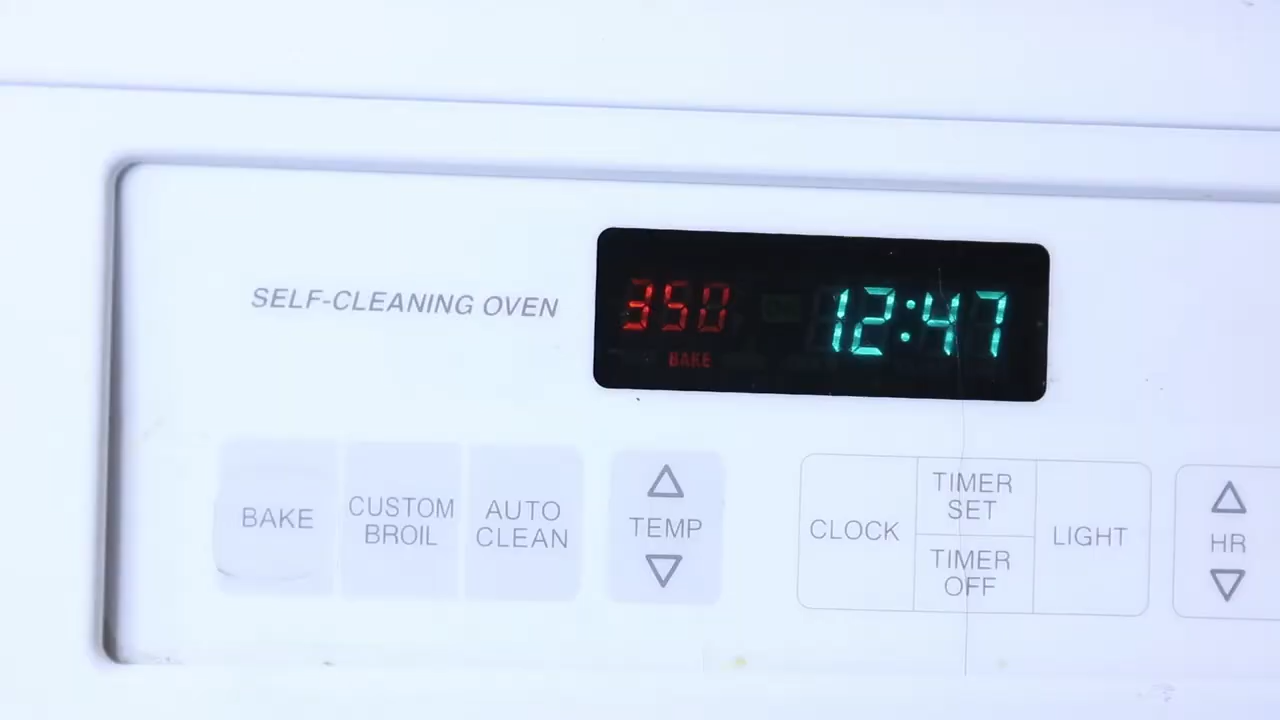 SELF-CLEANING OVEN
350
BAKE
12:47
BAKE
CUSTOM
BROIL
AUTO
CLEAN
TEMP
CLOCK
TIMER
SET
TIMER
OFF
LIGHT
HR